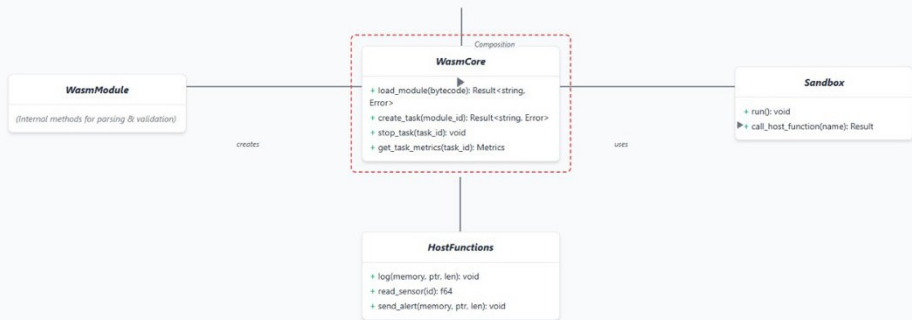 Composition
WasmCore
+ load_module(bytecode): Result<string,
Error>
+ create_task(module_id): Result<string, Error>
+ stop_task(task_id): void
+ get_task_metrics(task_id): Metrics
WasmModule
(Internal methods for parsing & validation)
Sandbox
+ run(): void
+ call_host_function(name): Result
creates
uses
HostFunctions
+ log(memory, ptr, len): void
+ read_sensor(id): f64
+ send_alert(memory, ptr, len): void